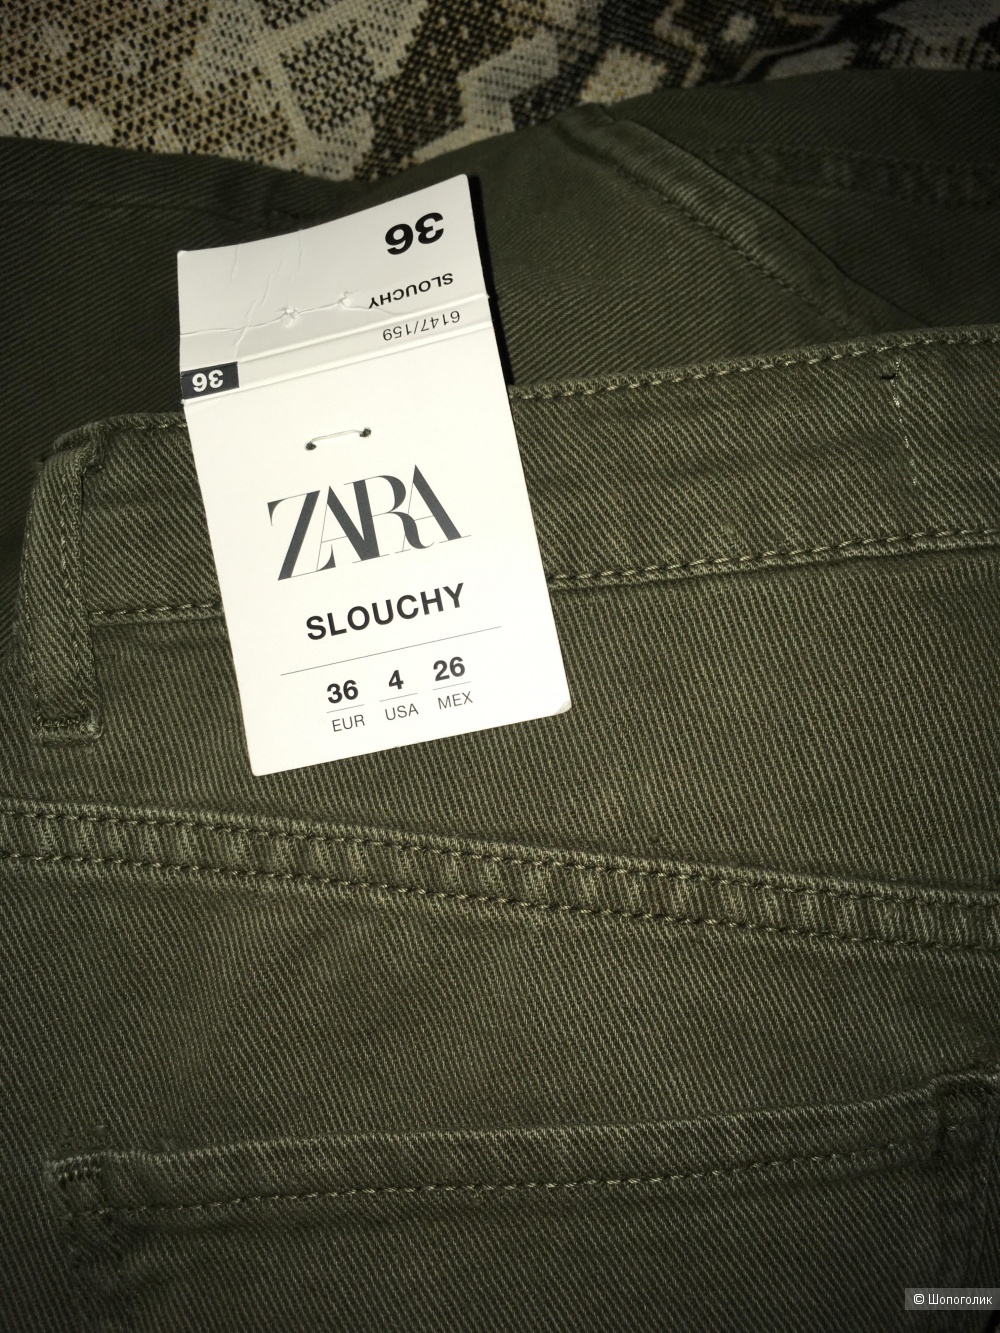 36
SLOUCHY
6147/159
36
ZARA
SLOUCHY
36 4 26
EUR USA MEX
© Шопоголик